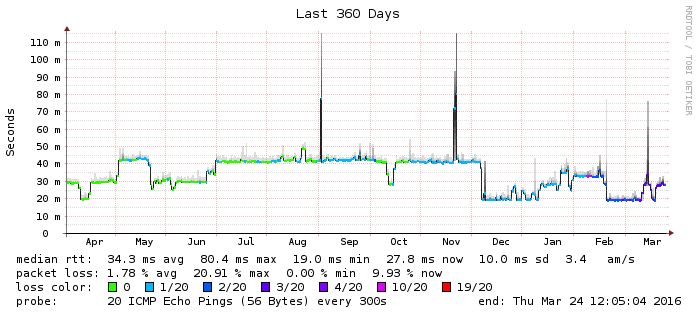 Last 360 Days
RRDTOOL / TOBI OETIKER
Seconds
110 m
100 m
90 m
80 m
70 m
60 m
50 m
40 m
30 m
20 m
10 m
0
Apr May Jun Jul Aug Sep Oct Nov Dec Jan Feb Mar
median rtt: 34.3 ms avg 80.4 ms max 19.0 ms min 27.8 ms now 10.0 ms sd 3.4 am/s
packet loss: 1.78 % avg 20.91 % max 0.00 % min 9.93 % now
loss color: 0 1/20 2/20 3/20 4/20 10/20 19/20
probe: 20 ICMP Echo Pings (56 Bytes) every 300s end: Thu Mar 24 12:05:04 2016